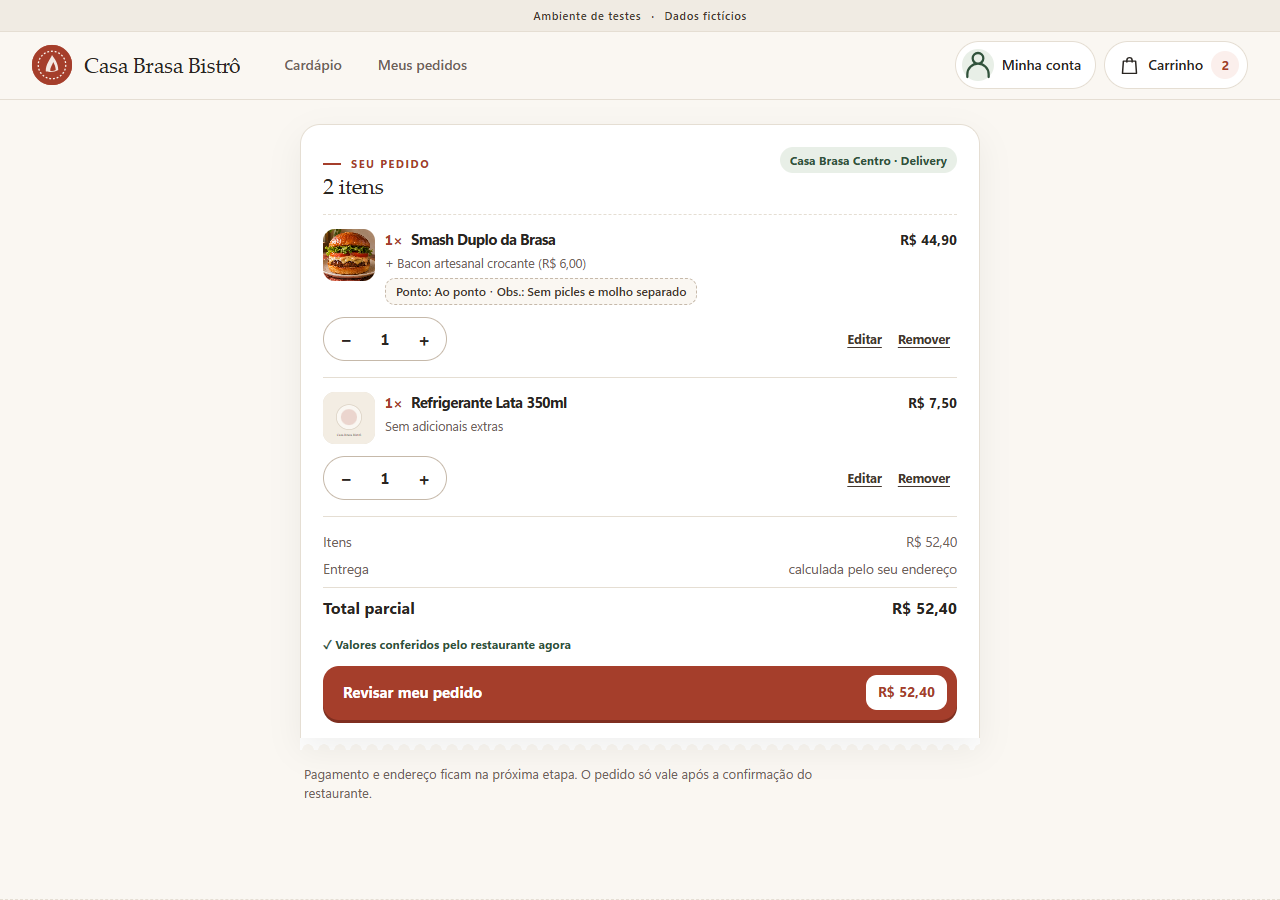 Ambiente de testes · Dados fictícios
Casa Brasa Bistrô
Cardápio
Meus pedidos
Minha conta
Carrinho 2
SEU PEDIDO
Casa Brasa Centro · Delivery
2 itens
1× Smash Duplo da Brasa R$ 44,90
+ Bacon artesanal crocante (R$ 6,00)
Ponto: Ao ponto · Obs.: Sem picles e molho separado
− 1 + Editar Remover
1× Refrigerante Lata 350ml R$ 7,50
Sem adicionais extras
− 1 + Editar Remover
Itens R$ 52,40
Entrega calculada pelo seu endereço
Total parcial R$ 52,40
✓ Valores conferidos pelo restaurante agora
Revisar meu pedido R$ 52,40
Pagamento e endereço ficam na próxima etapa. O pedido só vale após a confirmação do
restaurante.